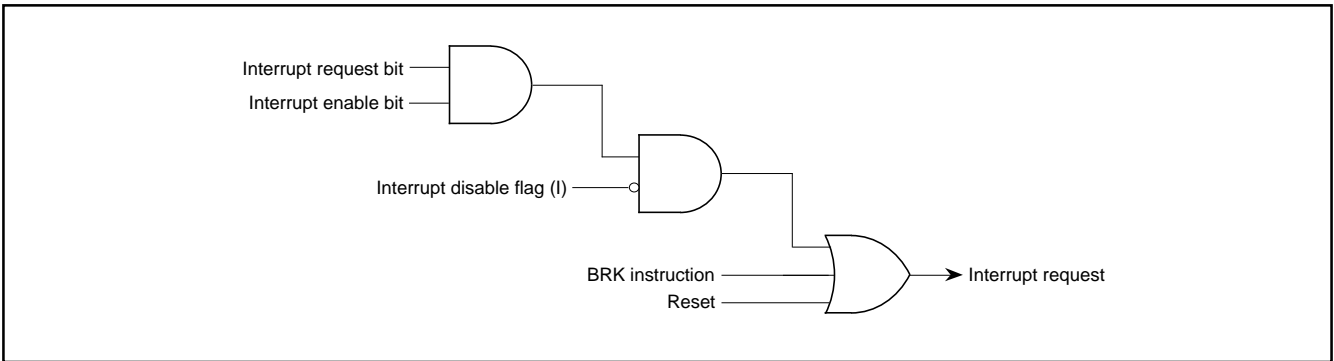 Interrupt request bit
Interrupt enable bit
Interrupt disable flag (I)
BRK instruction
Interrupt request
Reset